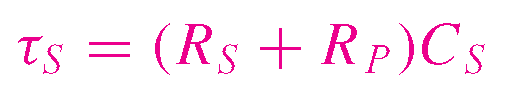 τ_S = (R_S + R_P)C_S